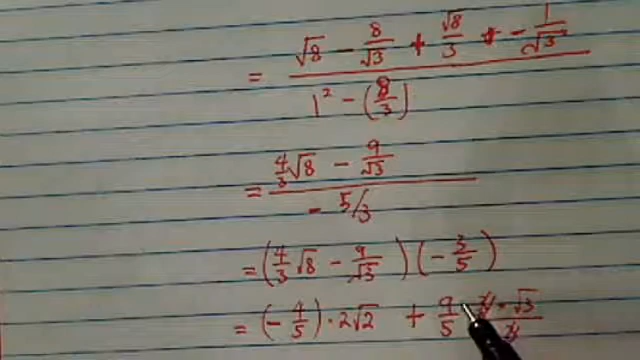 = (√8 - 8/√3 + √8/3 + - 1/√3) / (1² - (8/3))
= (4/3 √8 - 9/√3) / (- 5/3)
= (4/3 √8 - 9/√3)(- 3/5)
= (- 4/5) · 2√2 + 9/5 · √3